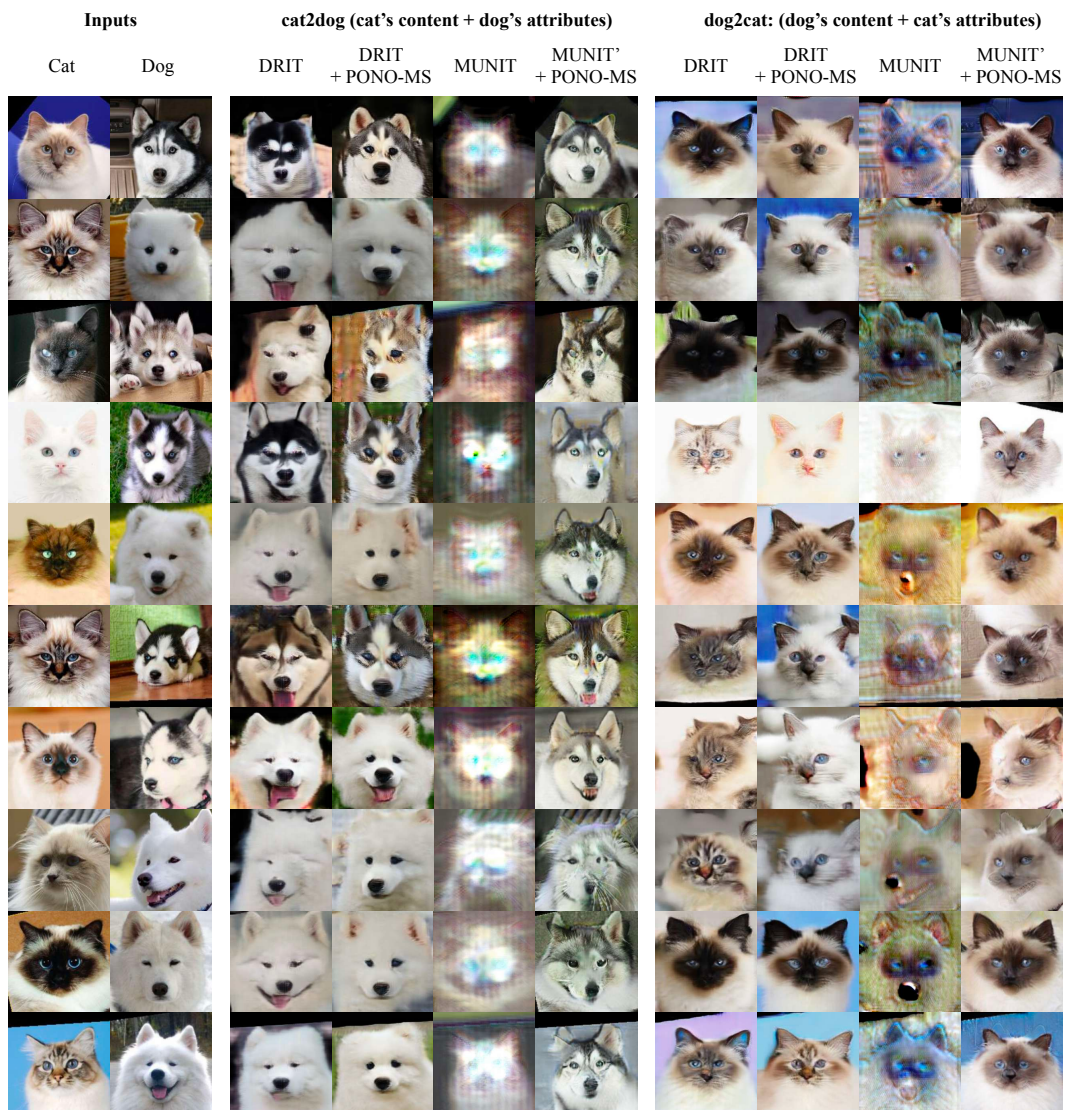 Inputs
cat2dog (cat's content + dog's attributes)
dog2cat: (dog's content + cat's attributes)
Cat
Dog
DRIT
DRIT
+ PONO-MS
MUNIT
MUNIT'
+ PONO-MS
DRIT
DRIT
+ PONO-MS
MUNIT
MUNIT'
+ PONO-MS